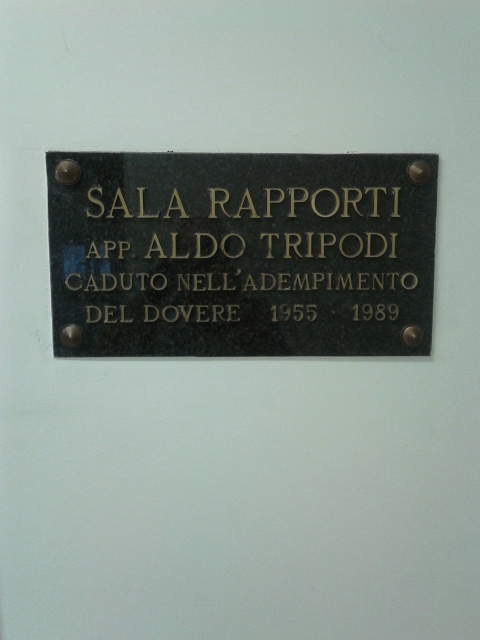 SALA RAPPORTI
APP. ALDO TRIPODI
CADUTO NELL'ADEMPIMENTO
DEL DOVERE 1955 - 1989